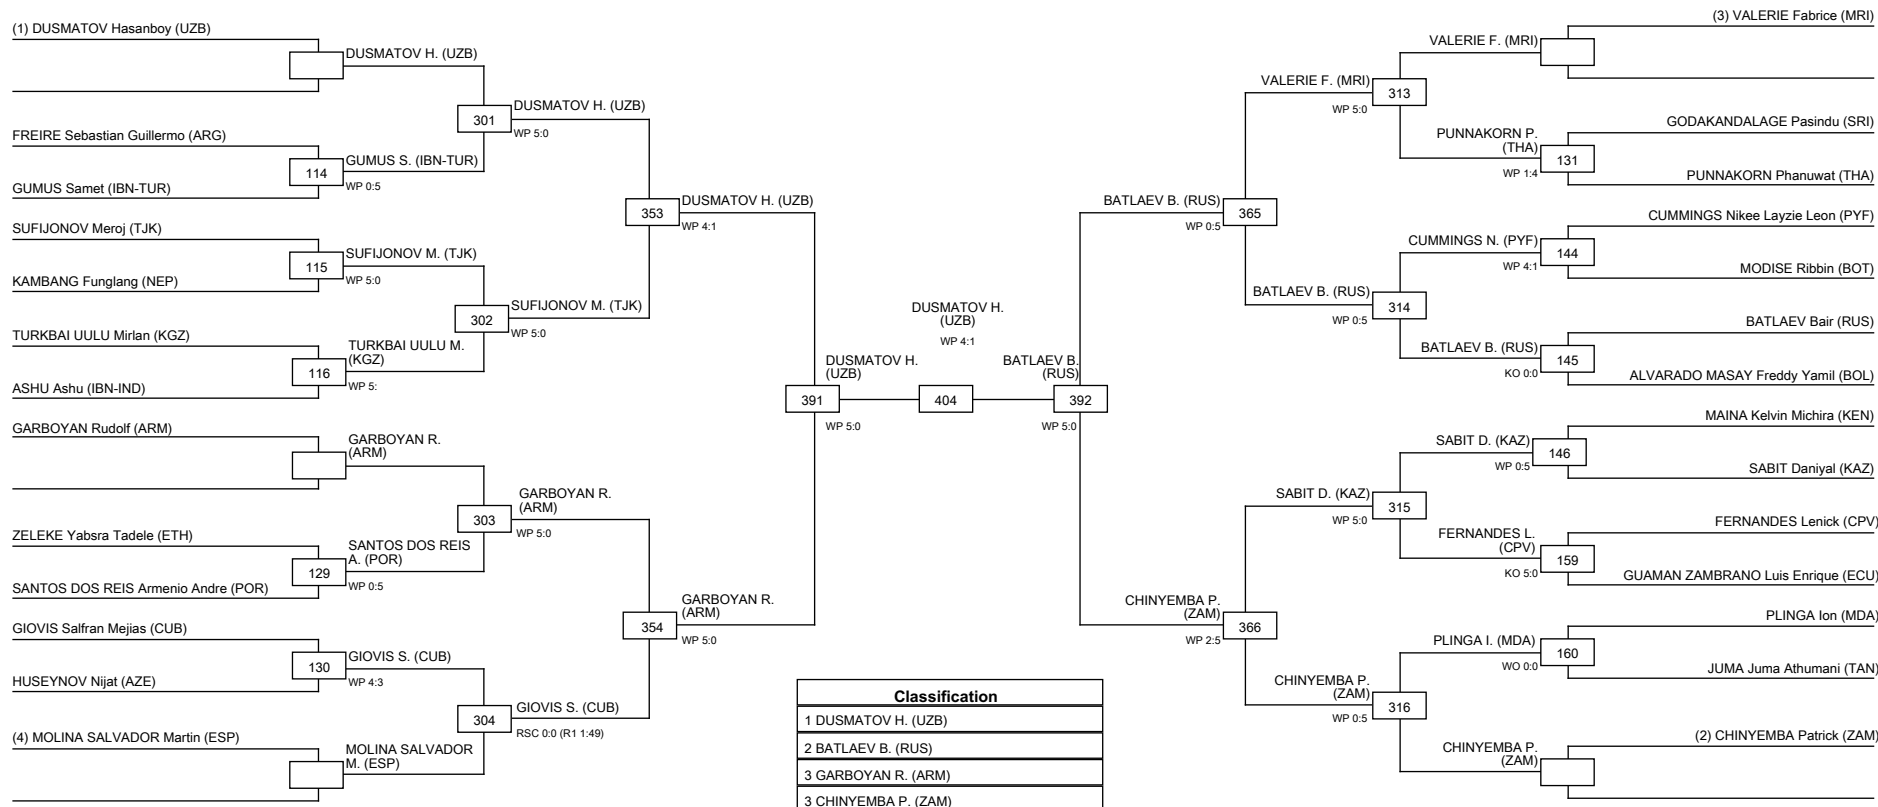 (1) DUSMATOV Hasanboy (UZB)
DUSMATOV H. (UZB)
FREIRE Sebastian Guillermo (ARG)
114
GUMUS S. (IBN-TUR)
WP 0:5
GUMUS Samet (IBN-TUR)
301
DUSMATOV H. (UZB)
WP 5:0
SUFIJONOV Meroj (TJK)
115
SUFIJONOV M. (TJK)
WP 5:0
KAMBANG Funglang (NEP)
302
SUFIJONOV M. (TJK)
WP 5:0
TURKBAI UULU Mirlan (KGZ)
116
TURKBAI UULU M.
(KGZ)
WP 5:
ASHU Ashu (IBN-IND)
353
DUSMATOV H. (UZB)
WP 4:1
GARBOYAN Rudolf (ARM)
GARBOYAN R.
(ARM)
303
GARBOYAN R.
(ARM)
WP 5:0
ZELEKE Yabsra Tadele (ETH)
129
SANTOS DOS REIS
A. (POR)
WP 0:5
SANTOS DOS REIS Armenio Andre (POR)
354
GARBOYAN R.
(ARM)
WP 5:0
GIOVIS Salfran Mejias (CUB)
130
GIOVIS S. (CUB)
WP 4:3
HUSEYNOV Nijat (AZE)
304
GIOVIS S. (CUB)
RSC 0:0 (R1 1:49)
(4) MOLINA SALVADOR Martin (ESP)
MOLINA SALVADOR
M. (ESP)
391
DUSMATOV H.
(UZB)
WP 5:0
DUSMATOV H.
(UZB)
WP 4:1
404
BATLAEV B.
(RUS)
392
WP 5:0
(3) VALERIE Fabrice (MRI)
VALERIE F. (MRI)
VALERIE F. (MRI)
313
WP 5:0
GODAKANDALAGE Pasindu (SRI)
PUNNAKORN P.
(THA)
131
WP 1:4
PUNNAKORN Phanuwat (THA)
BATLAEV B. (RUS)
365
WP 0:5
CUMMINGS Nikee Layzie Leon (PYF)
CUMMINGS N. (PYF)
144
WP 4:1
MODISE Ribbin (BOT)
BATLAEV B. (RUS)
314
WP 0:5
BATLAEV Bair (RUS)
BATLAEV B. (RUS)
145
KO 0:0
ALVARADO MASAY Freddy Yamil (BOL)
MAINA Kelvin Michira (KEN)
SABIT D. (KAZ)
146
WP 0:5
SABIT Daniyal (KAZ)
SABIT D. (KAZ)
315
WP 5:0
FERNANDES Lenick (CPV)
FERNANDES L.
(CPV)
159
KO 5:0
GUAMAN ZAMBRANO Luis Enrique (ECU)
CHINYEMBA P.
(ZAM)
366
WP 2:5
PLINGA Ion (MDA)
PLINGA I. (MDA)
160
WO 0:0
JUMA Juma Athumani (TAN)
CHINYEMBA P.
(ZAM)
316
WP 0:5
(2) CHINYEMBA Patrick (ZAM)
CHINYEMBA P.
(ZAM)
Classification
1 DUSMATOV H. (UZB)
2 BATLAEV B. (RUS)
3 GARBOYAN R. (ARM)
3 CHINYEMBA P. (ZAM)